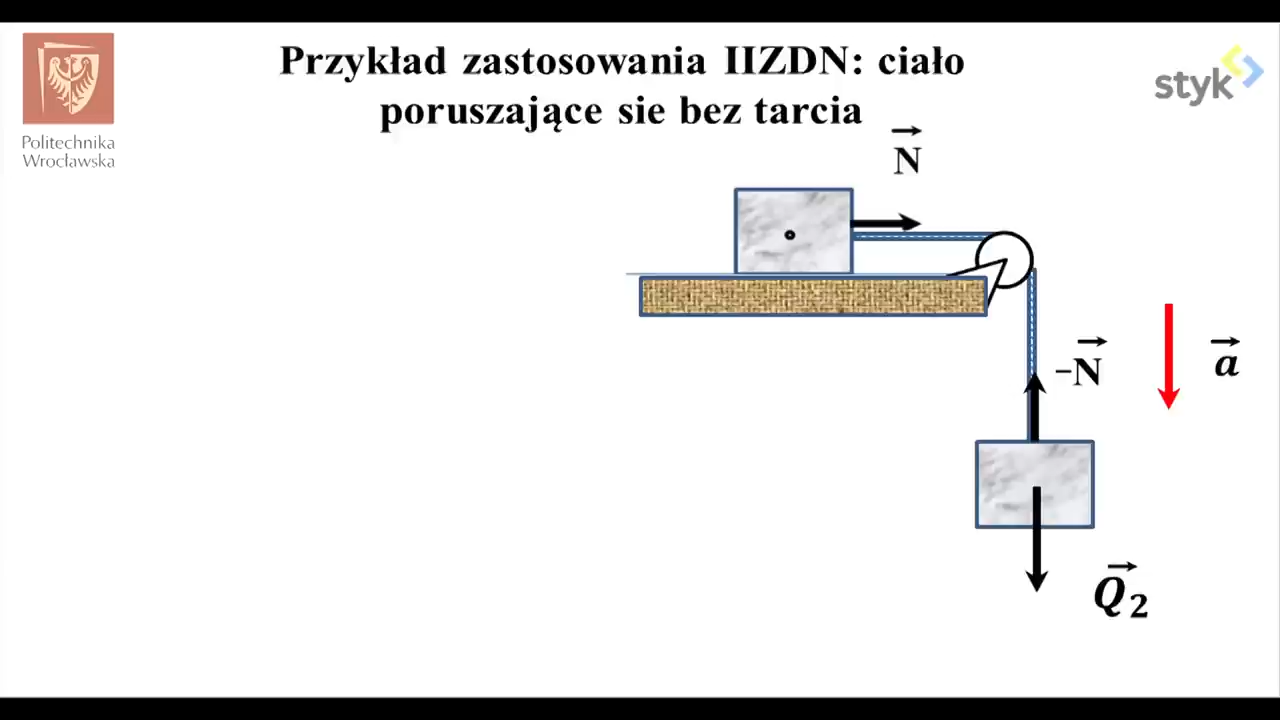 Politechnika
Wrocławska
Przykład zastosowania IIZDN: ciało
poruszające sie bez tarcia
styk
N
–N
a
Q2